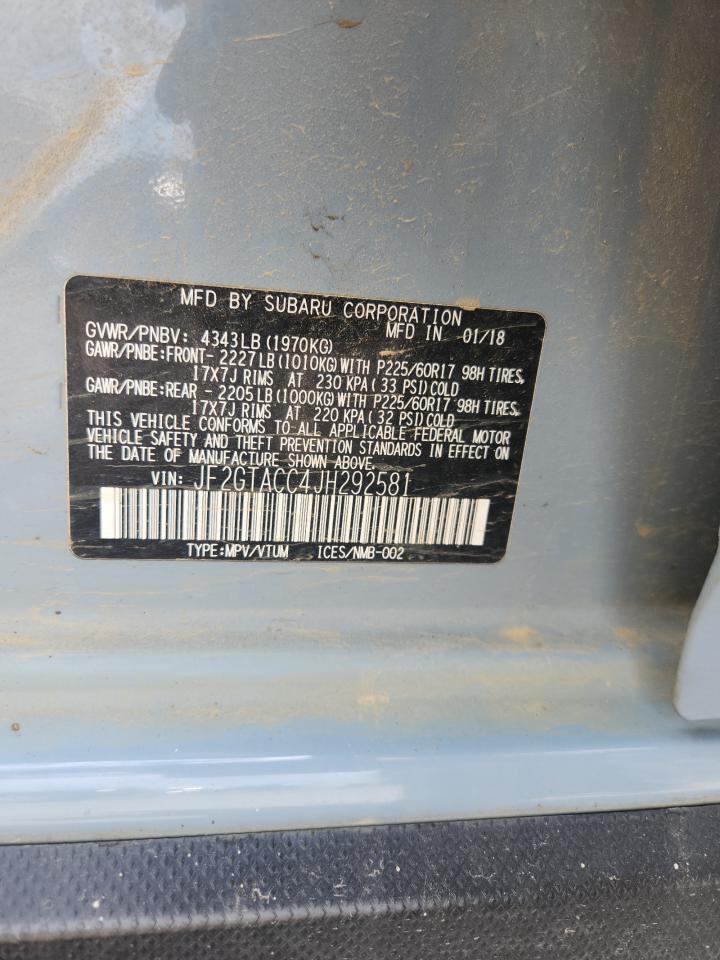 MFD BY SUBARU CORPORATION
GVWR/PNBV: 4343LB (1970KG) MFD IN 01/18
GAWR/PNBE:FRONT- 2227LB (1010KG) WITH P225/60R17 98H TIRES,
17X7J RIMS AT 230 KPA ( 33 PSI) COLD
GAWR/PNBE:REAR - 2205LB (1000KG) WITH P225/60R17 98H TIRES,
17X7J RIMS AT 220 KPA ( 32 PSI) COLD
THIS VEHICLE CONFORMS TO ALL APPLICABLE FEDERAL MOTOR
VEHICLE SAFETY AND THEFT PREVENTION STANDARDS IN EFFECT ON
THE DATE OF MANUFACTURE SHOWN ABOVE.
VIN: JF2GTACC4JH292581
TYPE:MPV/VTUM ICES/NMB-002